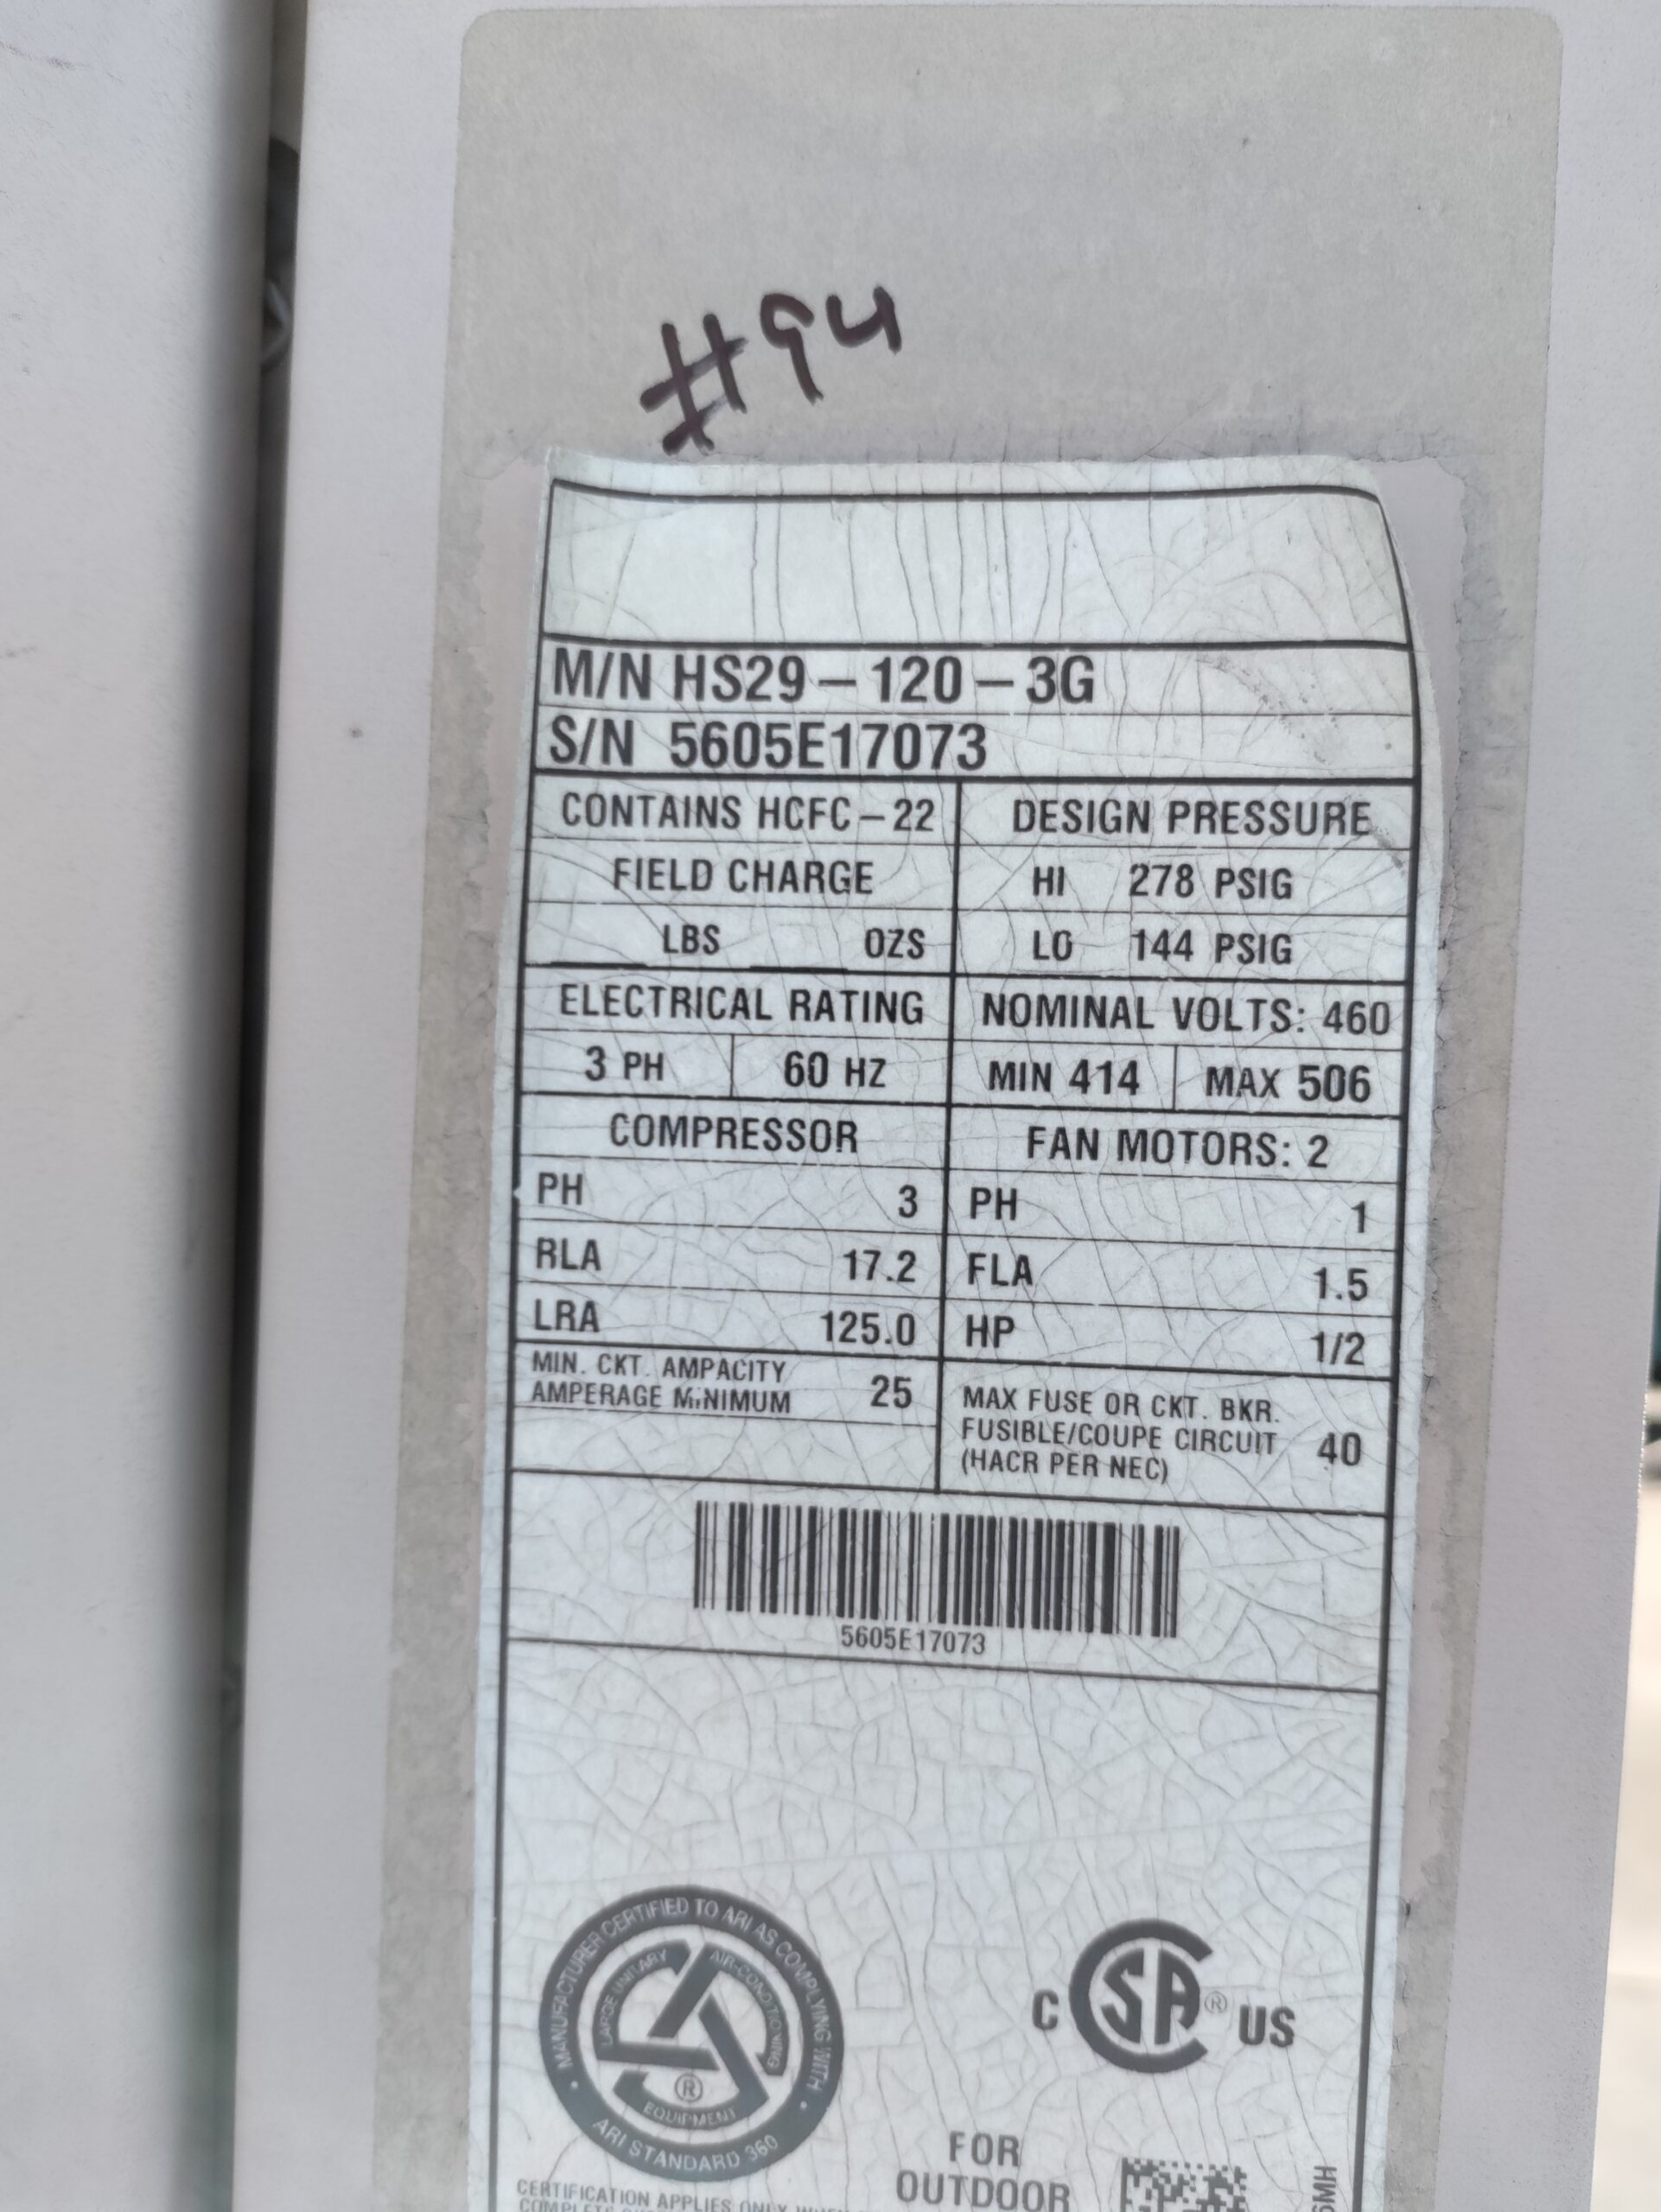 #94
M/N HS29-120-3G
S/N 5605E17073
CONTAINS HCFC-22
FIELD CHARGE
LBS OZS
DESIGN PRESSURE
HI 278 PSIG
LO 144 PSIG
ELECTRICAL RATING
3 PH 60 HZ
NOMINAL VOLTS: 460
MIN 414 MAX 506
COMPRESSOR
PH 3
RLA 17.2
LRA 125.0
FAN MOTORS: 2
PH 1
FLA 1.5
HP 1/2
MIN. CKT. AMPACITY
AMPERAGE MINIMUM 25
MAX FUSE OR CKT. BKR.
FUSIBLE/COUPE CIRCUIT 40
(HACR PER NEC)
5605E17073
MANUFACTURER CERTIFIED TO ARI AS COMPLYING WITH
ARI STANDARD 360
LARGE UNITARY
AIR-CONDITIONING
EQUIPMENT
®
C SA ® US
FOR
OUTDOOR
CERTIFICATION APPLIES ONLY